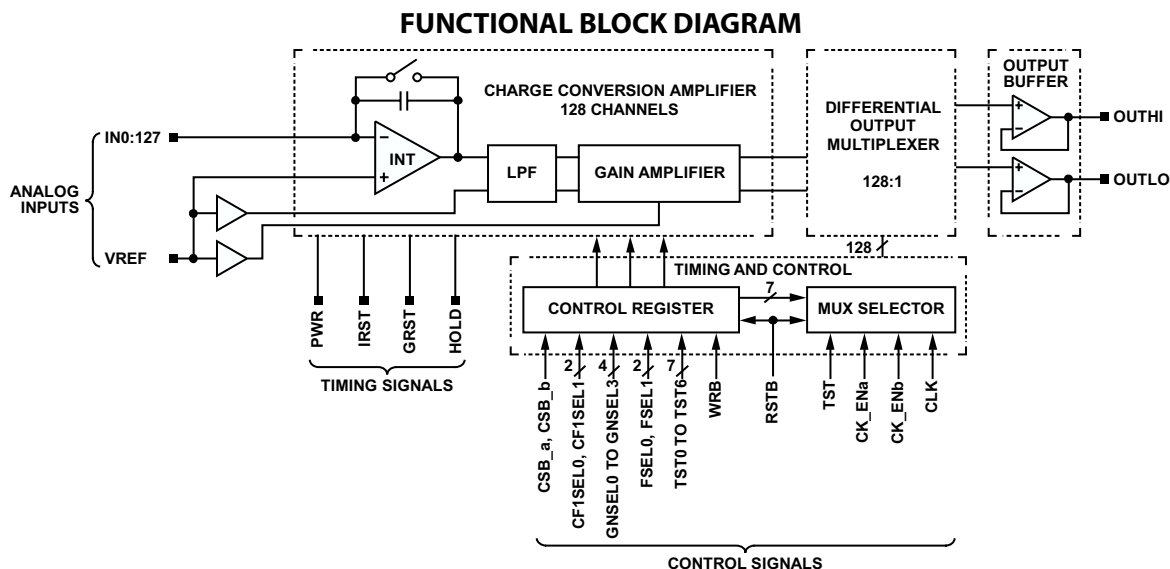 FUNCTIONAL BLOCK DIAGRAM
CHARGE CONVERSION AMPLIFIER
128 CHANNELS
OUTPUT
BUFFER
DIFFERENTIAL
OUTPUT
MULTIPLEXER
128:1
IN0:127
ANALOG
INPUTS
VREF
−
+
INT
LPF
GAIN AMPLIFIER
+
−
OUTHI
+
−
OUTLO
128
TIMING AND CONTROL
CONTROL REGISTER
7
MUX SELECTOR
PWR
IRST
GRST
HOLD
TIMING SIGNALS
2
4
2
7
CSB_a, CSB_b
CF1SEL0, CF1SEL1
GNSEL0 TO GNSEL3
FSEL0, FSEL1
TST0 TO TST6
WRB
RSTB
TST
CK_ENa
CK_ENb
CLK
CONTROL SIGNALS